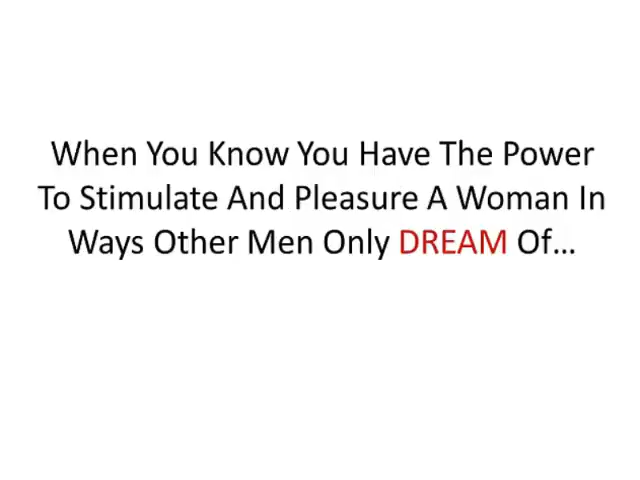 When You Know You Have The Power
To Stimulate And Pleasure A Woman In
Ways Other Men Only DREAM Of...